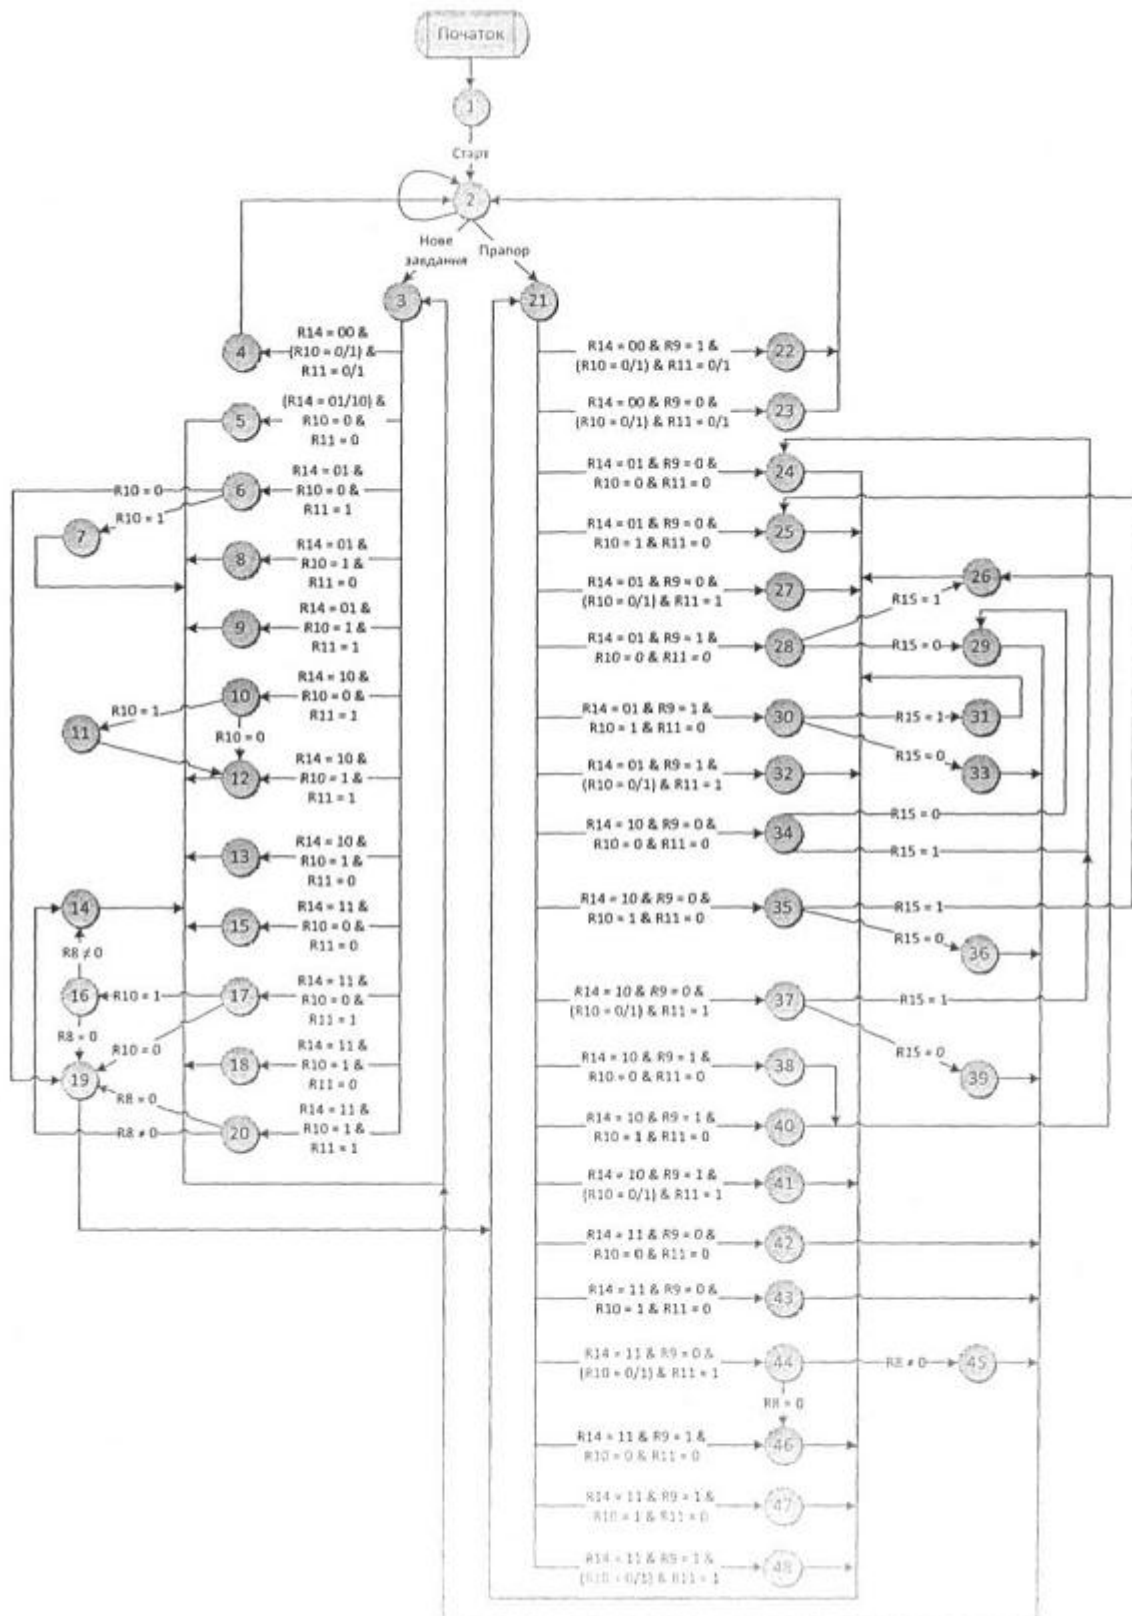 Початок
1
Старт
2
Нове
завдання
Прапор
3
21
4
R14 = 00 &
(R10 = 0/1) &
R11 = 0/1
5
(R14 = 01/10) &
R10 = 0 &
R11 = 0
R10 = 0
6
R14 = 01 &
R10 = 0 &
R11 = 1
R10 = 1
7
8
R14 = 01 &
R10 = 1 &
R11 = 0
9
R14 = 01 &
R10 = 1 &
R11 = 1
10
R14 = 10 &
R10 = 0 &
R11 = 1
R10 = 1
11
R10 = 0
12
R14 = 10 &
R10 = 1 &
R11 = 1
13
R14 = 10 &
R10 = 1 &
R11 = 0
14
15
R14 = 11 &
R10 = 0 &
R11 = 0
R8 ≠ 0
16
R10 = 1
17
R14 = 11 &
R10 = 0 &
R11 = 1
R8 = 0
R10 = 0
18
R14 = 11 &
R10 = 1 &
R11 = 0
19
R8 = 0
R8 ≠ 0
20
R14 = 11 &
R10 = 1 &
R11 = 1
R14 = 00 & R9 = 1 &
(R10 = 0/1) & R11 = 0/1
22
R14 = 00 & R9 = 0 &
(R10 = 0/1) & R11 = 0/1
23
R14 = 01 & R9 = 0 &
R10 = 0 & R11 = 0
24
R14 = 01 & R9 = 0 &
R10 = 1 & R11 = 0
25
26
R14 = 01 & R9 = 0 &
(R10 = 0/1) & R11 = 1
27
R15 = 1
R14 = 01 & R9 = 1 &
R10 = 0 & R11 = 0
28
R15 = 0
29
R14 = 01 & R9 = 1 &
R10 = 1 & R11 = 0
30
R15 = 1
31
R15 = 0
R14 = 01 & R9 = 1 &
(R10 = 0/1) & R11 = 1
32
33
R14 = 10 & R9 = 0 &
R10 = 0 & R11 = 0
34
R15 = 0
R15 = 1
R14 = 10 & R9 = 0 &
R10 = 1 & R11 = 0
35
R15 = 1
R15 = 0
36
R14 = 10 & R9 = 0 &
(R10 = 0/1) & R11 = 1
37
R15 = 1
R15 = 0
R14 = 10 & R9 = 1 &
R10 = 0 & R11 = 0
38
39
R14 = 10 & R9 = 1 &
R10 = 1 & R11 = 0
40
R14 = 10 & R9 = 1 &
(R10 = 0/1) & R11 = 1
41
R14 = 11 & R9 = 0 &
R10 = 0 & R11 = 0
42
R14 = 11 & R9 = 0 &
R10 = 1 & R11 = 0
43
R14 = 11 & R9 = 0 &
(R10 = 0/1) & R11 = 1
44
R8 ≠ 0
45
R8 = 0
R14 = 11 & R9 = 1 &
R10 = 0 & R11 = 0
46
R14 = 11 & R9 = 1 &
R10 = 1 & R11 = 0
47
R14 = 11 & R9 = 1 &
(R10 = 0/1) & R11 = 1
48